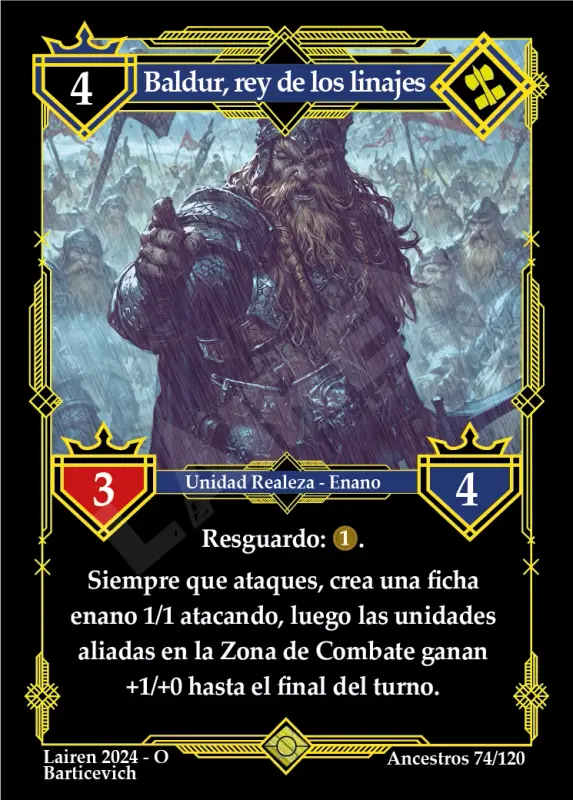 4
Baldur, rey de los linajes
3
Unidad Realeza - Enano
4
Resguardo: 1.
Siempre que ataques, crea una ficha
enano 1/1 atacando, luego las unidades
aliadas en la Zona de Combate ganan
+1/+0 hasta el final del turno.
Lairen 2024 - O
Barticevich
Ancestros 74/120